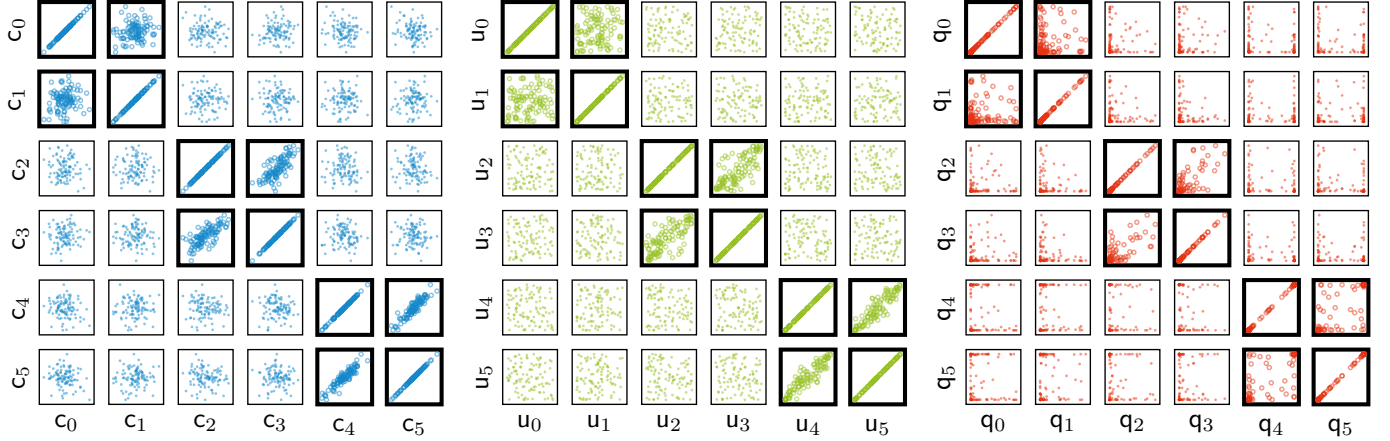 c₀ u₀ q₀
c₁ u₁ q₁
c₂ u₂ q₂
c₃ u₃ q₃
c₄ u₄ q₄
c₅ u₅ q₅
c₀ c₁ c₂ c₃ c₄ c₅ u₀ u₁ u₂ u₃ u₄ u₅ q₀ q₁ q₂ q₃ q₄ q₅